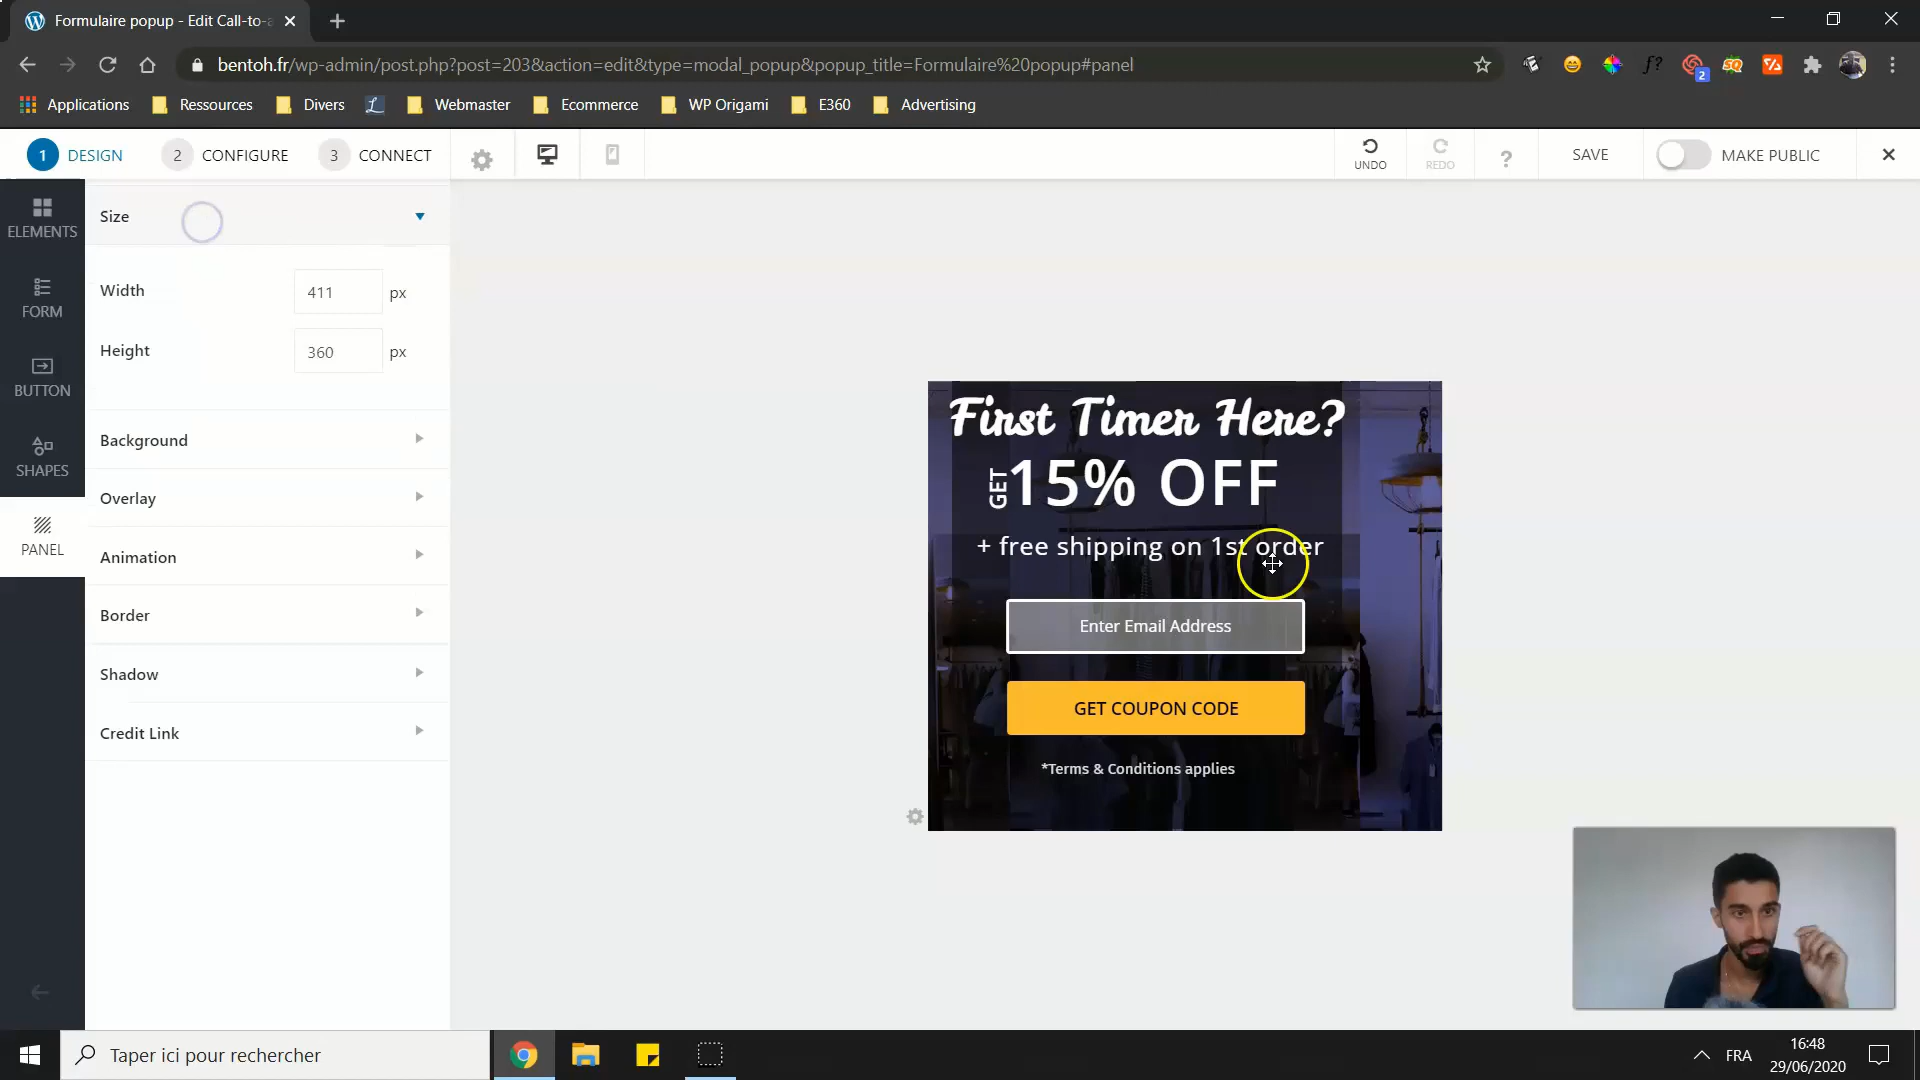 Formulaire popup - Edit Call-to-a
bentoh.fr/wp-admin/post.php?post=203&action=edit&type=modal_popup&popup_title=Formulaire%20popup#panel
f?
2
SQ
Applications
Ressources
Divers
L
Webmaster
Ecommerce
WP Origami
E360
Advertising
1 DESIGN
2 CONFIGURE
3 CONNECT
UNDO
REDO
?
SAVE
MAKE PUBLIC
ELEMENTS
FORM
BUTTON
SHAPES
PANEL
Size
Width 411 px
Height 360 px
Background
Overlay
Animation
Border
Shadow
Credit Link
First Timer Here?
GET 15% OFF
+ free shipping on 1st order
Enter Email Address
GET COUPON CODE
*Terms & Conditions applies
Taper ici pour rechercher
FRA
16:48
29/06/2020